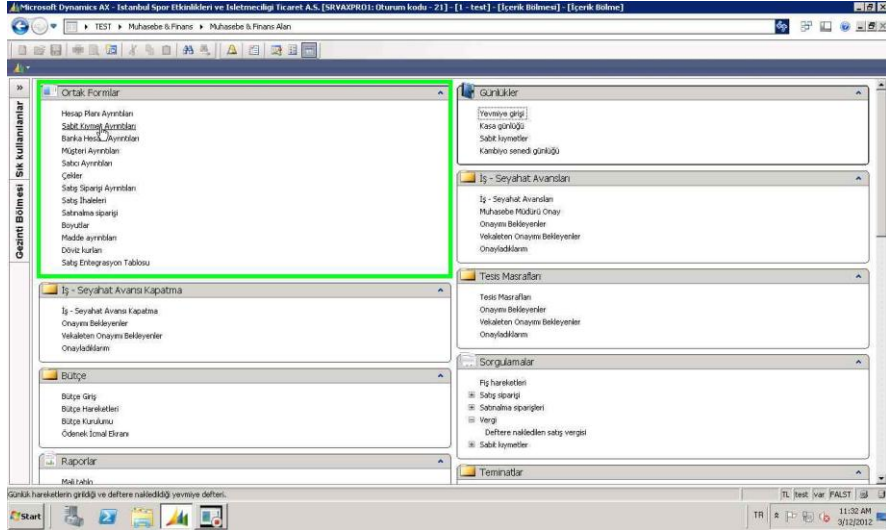 Microsoft Dynamics AX - Istanbul Spor Etkinlikleri ve Isletmeciligi Ticaret A.S. [SRVAXPRO1: Oturum kodu - 21] - [1 - test] - [İçerik Bölmesi] - [İçerik Bölme]
TEST
Muhasebe & Finans
Muhasebe & Finans Alan
Sık kullanılanlar
Gezinti Bölmesi
Ortak Formlar
Hesap Planı Ayrıntıları
Sabit Kıymet Ayrıntıları
Banka Ayrıntıları
Müşteri Ayrıntıları
Satıcı Ayrıntıları
Çekler
Satış Siparişi Ayrıntıları
Satış İhaleleri
Satınalma siparişi
Boyutlar
Madde ayrıntıları
Döviz kurları
Satış Entegrasyon Tablosu
İş - Seyahat Avansı Kapatma
İş - Seyahat Avansı Kapatma
Onayımı Bekleyenler
Vekaleten Onayımı Bekleyenler
Onayladıklarım
Bütçe
Bütçe Giriş
Bütçe Hareketleri
Bütçe Kurulumu
Ödenek İcmal Ekranı
Raporlar
Mali tablo
Günlükler
Yevmiye girişi
Kasa günlüğü
Sabit kıymetler
Kambiyo senedi günlüğü
İş - Seyahat Avansları
İş - Seyahat Avansları
Muhasebe Müdürü Onay
Onayımı Bekleyenler
Vekaleten Onayımı Bekleyenler
Onayladıklarım
Tesis Masrafları
Tesis Masrafları
Onayımı Bekleyenler
Vekaleten Onayımı Bekleyenler
Onayladıklarım
Sorgulamalar
Fiş hareketleri
Satış siparişi
Satınalma siparişleri
Vergi
Deftere nakledilen satış vergisi
Sabit kıymetler
Teminatlar
Günlük hareketlerin girildiği ve deftere nakledildiği yevmiye defteri.
TL test var PALST
Start
TR
11:32 AM
3/12/2012